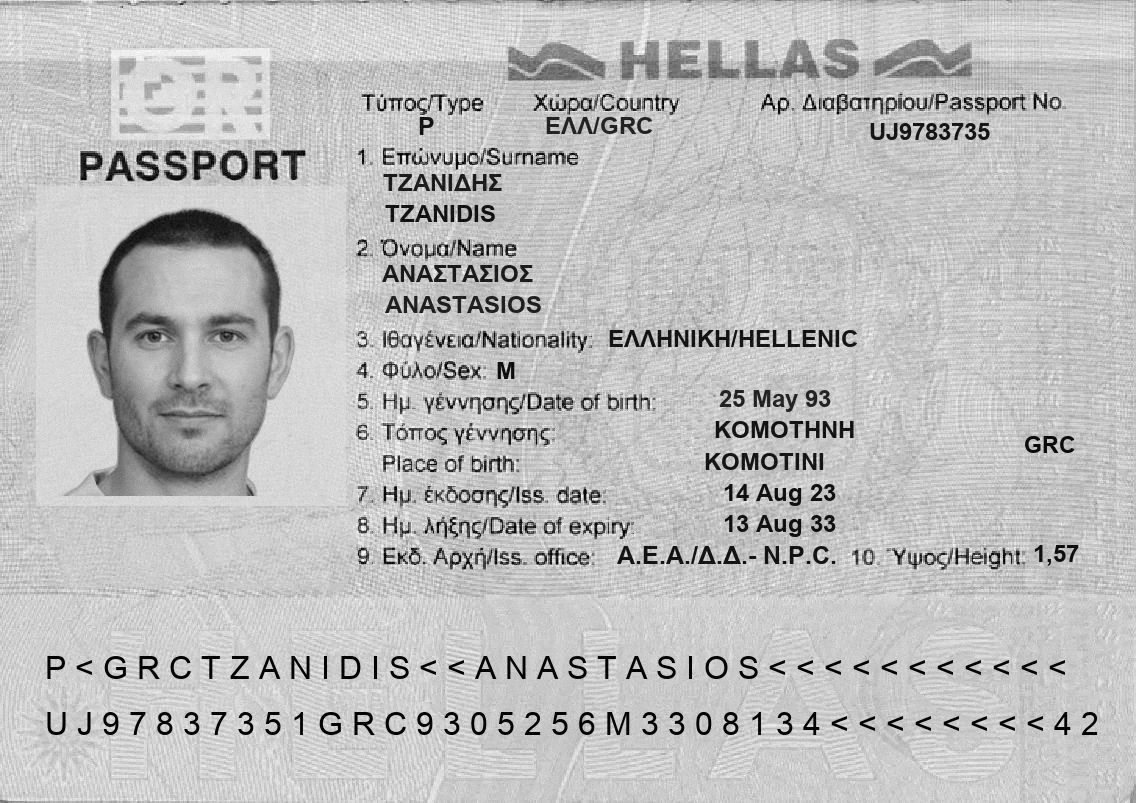 GR
HELLAS
PASSPORT
Τύπος/Type Χώρα/Country Αρ. Διαβατηρίου/Passport No.
P ΕΛΛ/GRC UJ9783735
1. Επώνυμο/Surname
ΤΖΑΝΙΔΗΣ
TZANIDIS
2. Όνομα/Name
ΑΝΑΣΤΑΣΙΟΣ
ANASTASIOS
3. Ιθαγένεια/Nationality: ΕΛΛΗΝΙΚΗ/HELLENIC
4. Φύλο/Sex: M
5. Ημ. γέννησης/Date of birth: 25 May 93
6. Τόπος γέννησης: ΚΟΜΟΤΗΝΗ
Place of birth: KOMOTINI GRC
7. Ημ. έκδοσης/Iss. date: 14 Aug 23
8. Ημ. λήξης/Date of expiry: 13 Aug 33
9 Εκδ. Αρχή/Iss. office: Α.Ε.Α./Δ.Δ.- N.P.C. 10. Ύψος/Height: 1,57
HELLAS
P<GRCTZANIDIS<<ANASTASIOS<<<<<<<<<<<
UJ97837351GRC9305256M3308134<<<<<<<<42